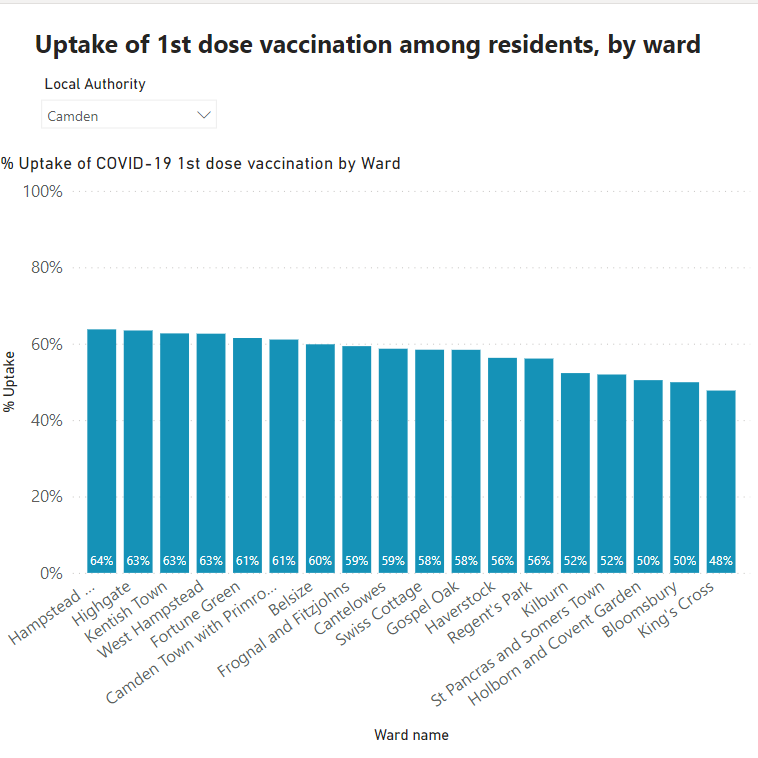 Uptake of 1st dose vaccination among residents, by ward
Local Authority
Camden
% Uptake of COVID-19 1st dose vaccination by Ward
100%
80%
60%
40%
20%
0%
% Uptake
64% 63% 63% 63% 61% 61% 60% 59% 59% 58% 58% 56% 56% 52% 52% 50% 50% 48%
Hampstead ...
Highgate
Kentish Town
West Hampstead
Fortune Green
Camden Town with Primro...
Belsize
Frognal and Fitzjohns
Cantelowes
Swiss Cottage
Gospel Oak
Haverstock
Regent's Park
Kilburn
St Pancras and Somers Town
Holborn and Covent Garden
Bloomsbury
King's Cross
Ward name